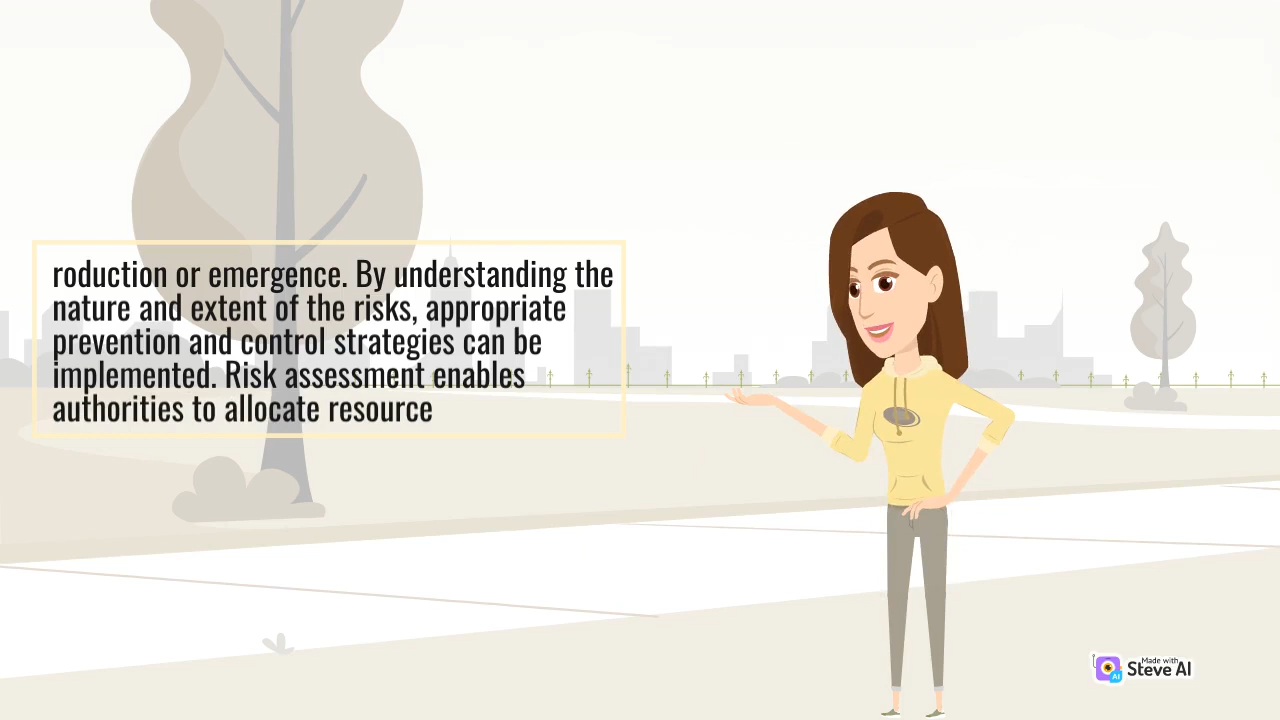 roduction or emergence. By understanding the
nature and extent of the risks, appropriate
prevention and control strategies can be
implemented. Risk assessment enables
authorities to allocate resource
Made with
Steve AI
AI